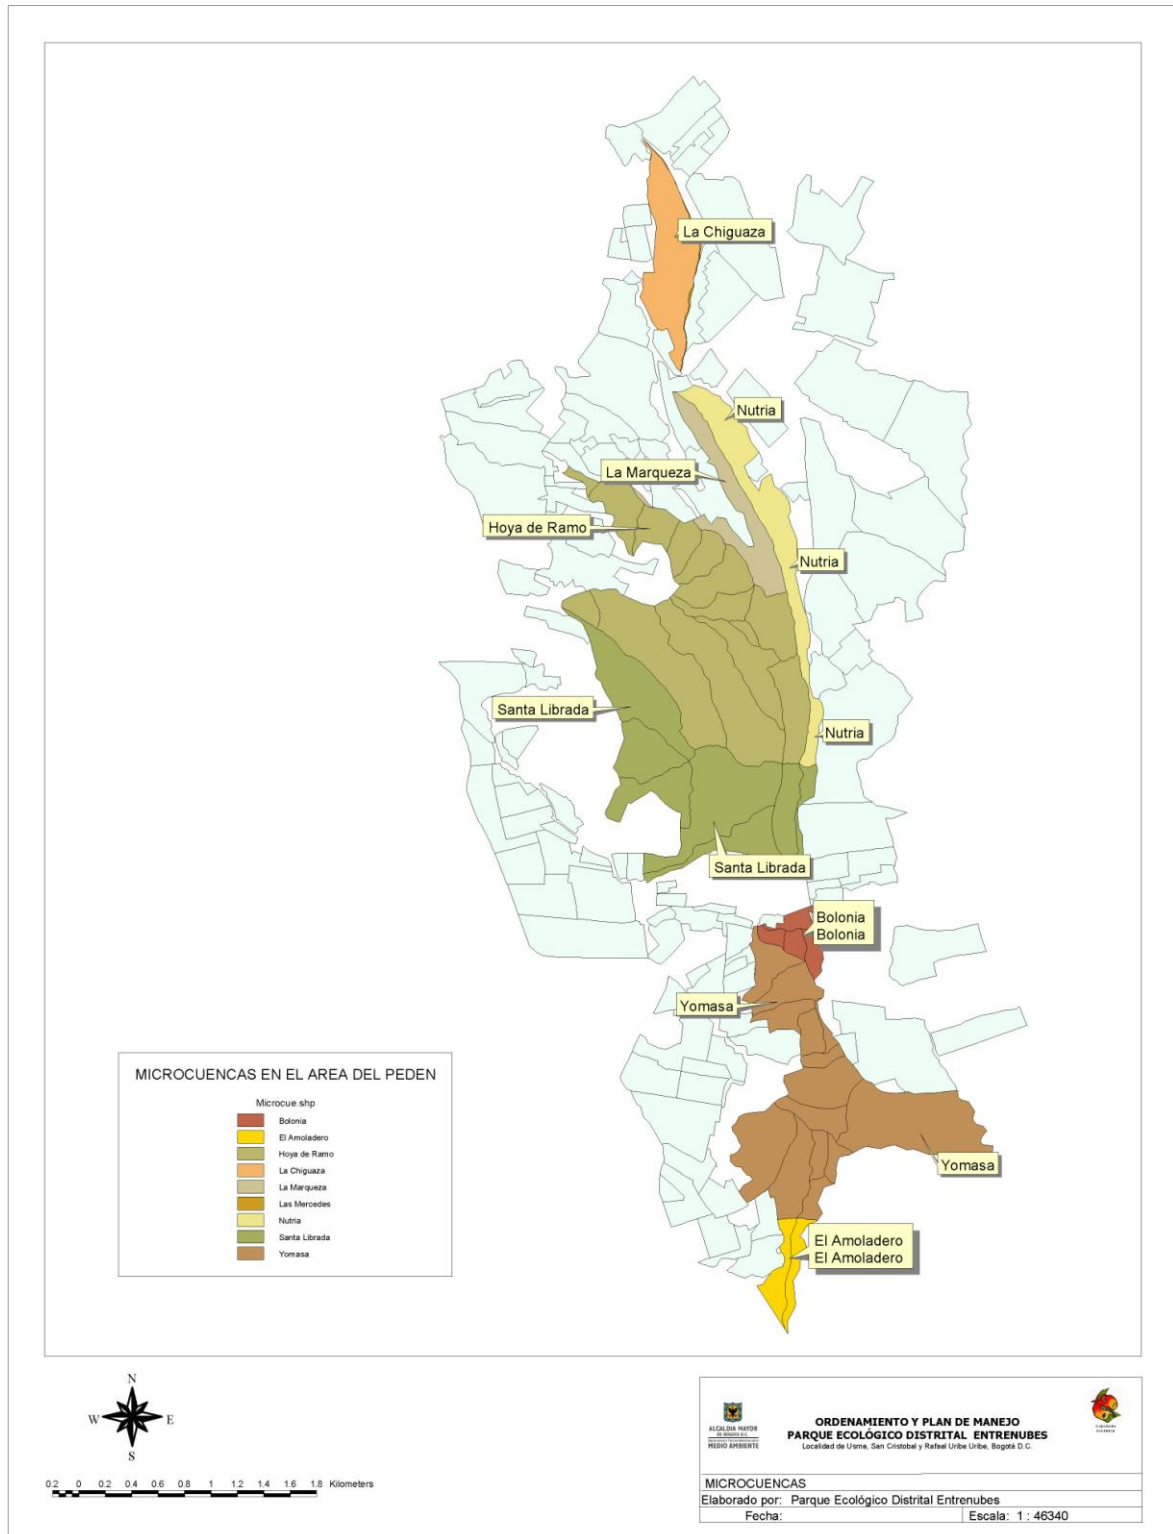 La Chiguaza
Nutria
La Marqueza
Hoya de Ramo
Nutria
Santa Librada
Nutria
Santa Librada
Bolonia
Bolonia
Yomasa
Yomasa
El Amoladero
El Amoladero
MICROCUENCAS EN EL AREA DEL PEDEN
Microcue.shp
Bolonia
El Amoladero
Hoya de Ramo
La Chiguaza
La Marqueza
Las Mercedes
Nutria
Santa Librada
Yomasa
N
W E
S
0.2 0 0.2 0.4 0.6 0.8 1 1.2 1.4 1.6 1.8 Kilometers
ALCALDIA MAYOR
DE BOGOTA D.C.
MEDIO AMBIENTE
ORDENAMIENTO Y PLAN DE MANEJO
PARQUE ECOLÓGICO DISTRITAL ENTRENUBES
Localidad de Usme, San Cristobal y Rafael Uribe Uribe, Bogotá D.C.
MICROCUENCAS
Elaborado por: Parque Ecológico Distrital Entrenubes
Fecha: Escala: 1 : 46340